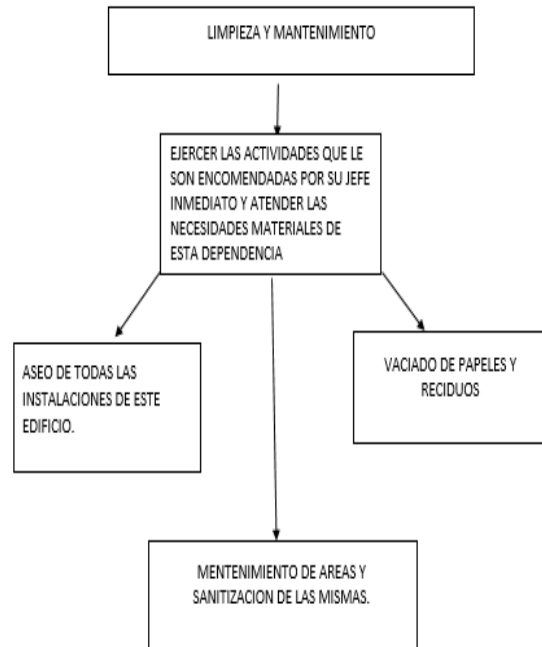 LIMPIEZA Y MANTENIMIENTO
EJERCER LAS ACTIVIDADES QUE LE
SON ENCOMENDADAS POR SU JEFE
INMEDIATO Y ATENDER LAS
NECESIDADES MATERIALES DE
ESTA DEPENDENCIA
ASEO DE TODAS LAS
INSTALACIONES DE ESTE
EDIFICIO.
VACIADO DE PAPELES Y
RECIDUOS
MENTENIMIENTO DE AREAS Y
SANITIZACION DE LAS MISMAS.